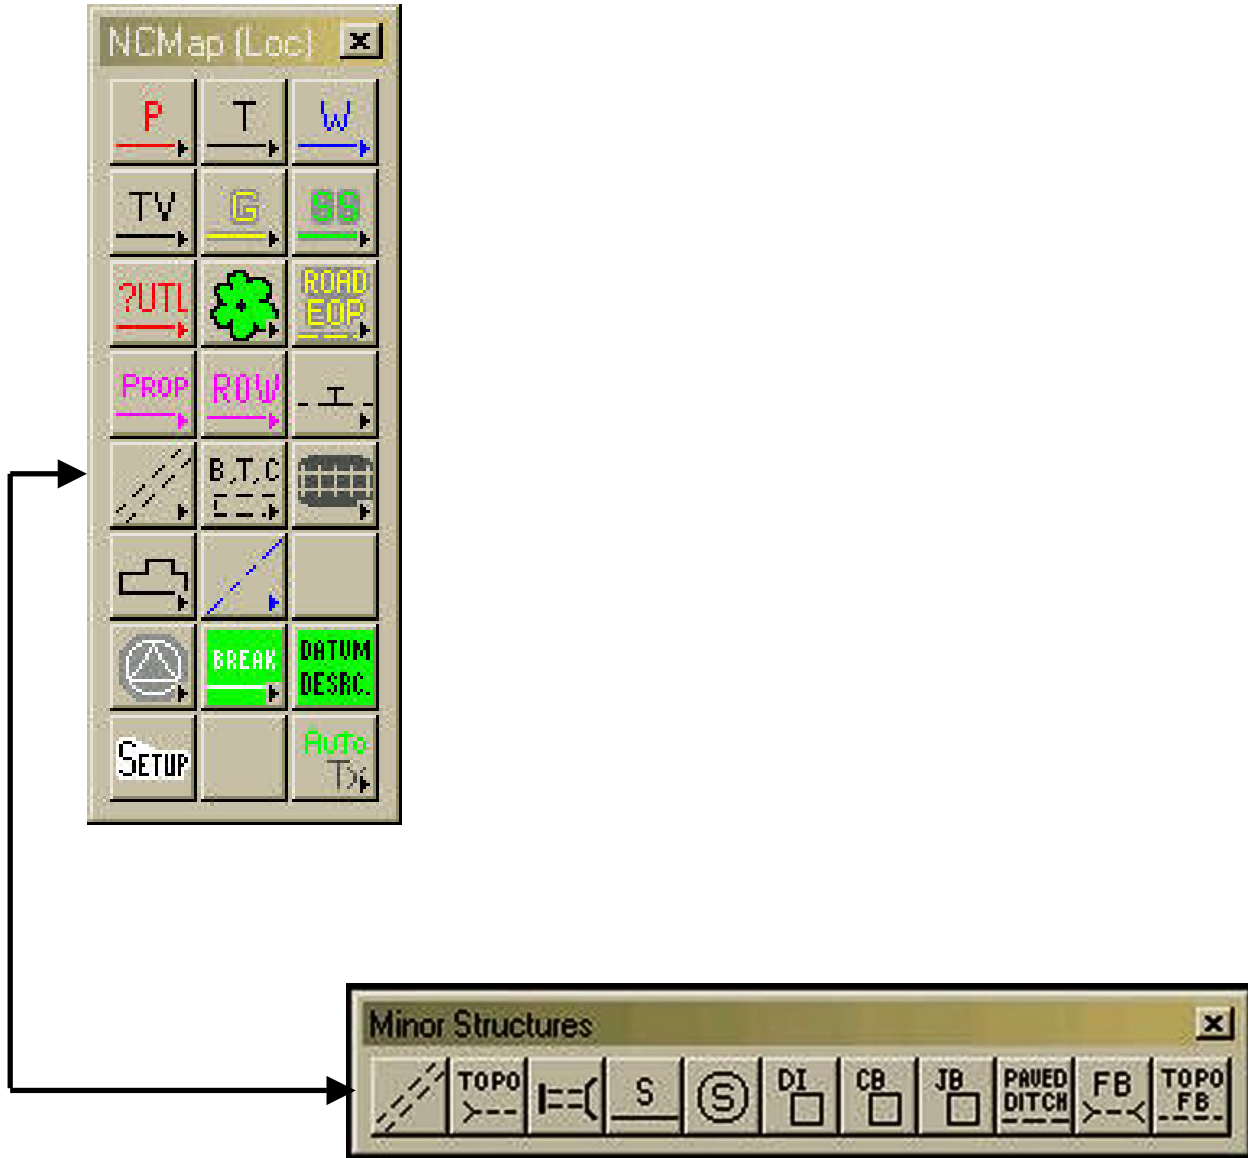 NCMap (Loc)
P T W
TV G SS
?UTL ROAD EOP
PROP ROW T
B,T,C
BREAK DATUM DESRC.
SETUP Auto Tx
Minor Structures
TOPO S S DI CB JB PAVED DITCH FB TOPO FB